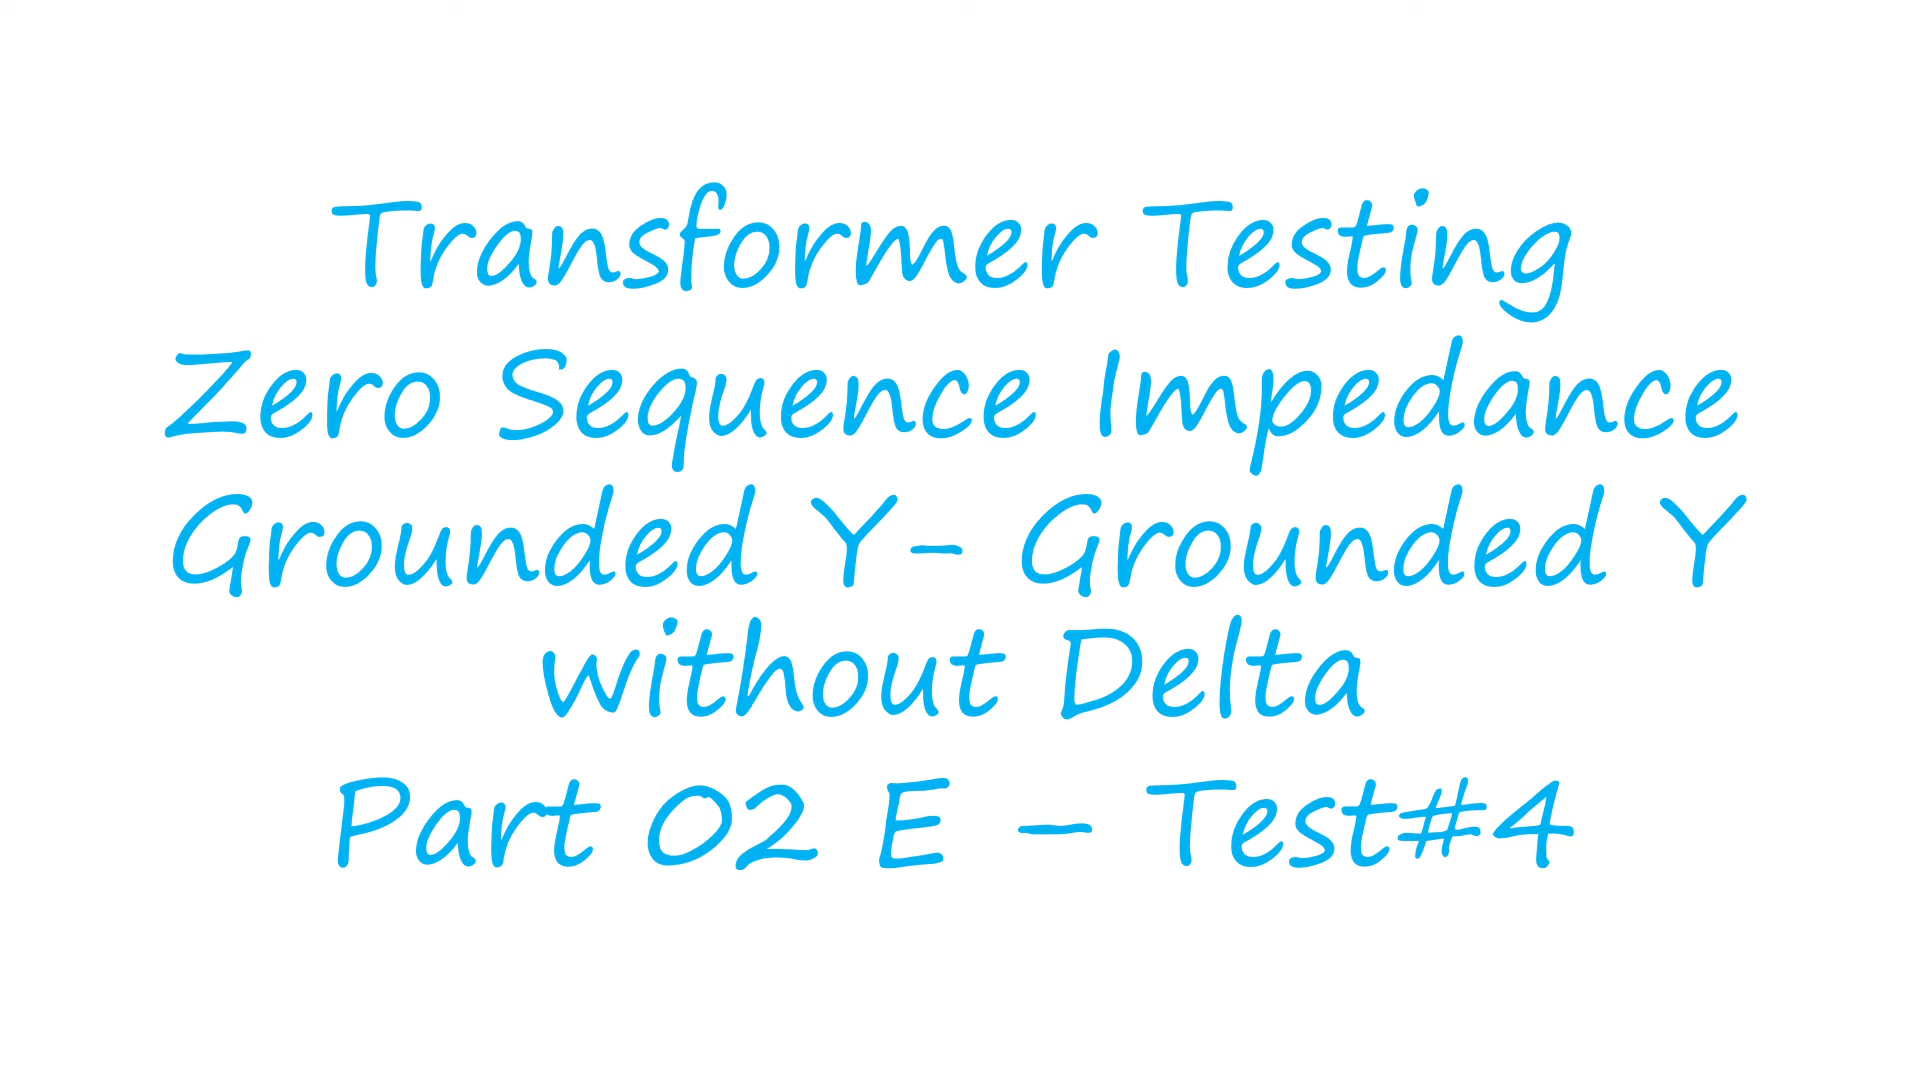 Transformer Testing
Zero Sequence Impedance
Grounded Y- Grounded Y
without Delta
Part 02 E – Test#4